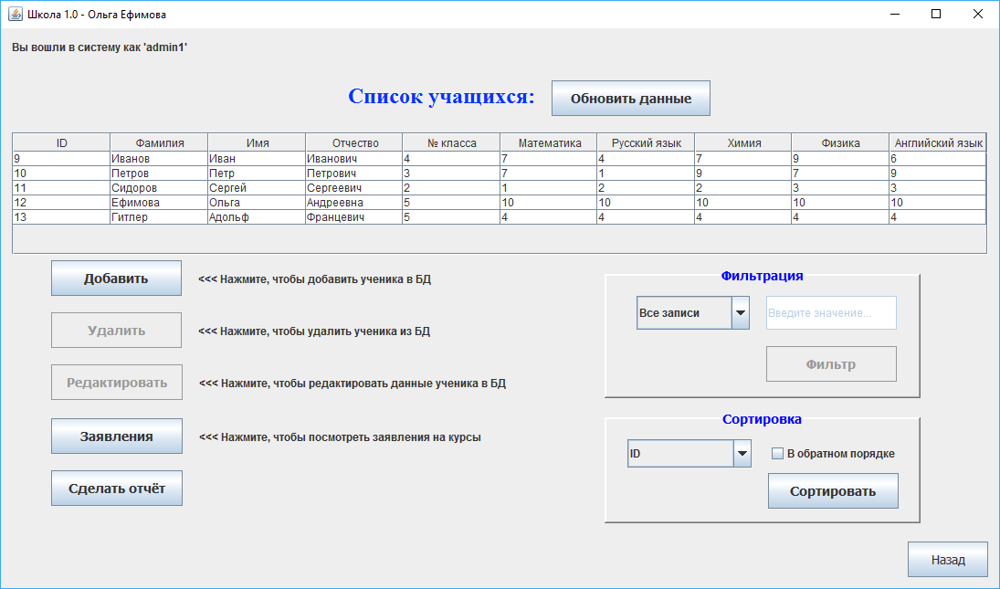 Школа 1.0 - Ольга Ефимова
Вы вошли в систему как 'admin1'
Список учащихся: Обновить данные
ID Фамилия Имя Отчество № класса Математика Русский язык Химия Физика Английский язык
9 Иванов Иван Иванович 4 7 4 7 9 6
10 Петров Петр Петрович 3 7 1 9 7 9
11 Сидоров Сергей Сергеевич 2 1 2 2 3 3
12 Ефимова Ольга Андреевна 5 10 10 10 10 10
13 Гитлер Адольф Францевич 5 4 4 4 4 4
Добавить <<< Нажмите, чтобы добавить ученика в БД
Удалить <<< Нажмите, чтобы удалить ученика из БД
Редактировать <<< Нажмите, чтобы редактировать данные ученика в БД
Заявления <<< Нажмите, чтобы посмотреть заявления на курсы
Сделать отчёт
Фильтрация
Все записи Введите значение...
Фильтр
Сортировка
ID В обратном порядке
Сортировать
Назад